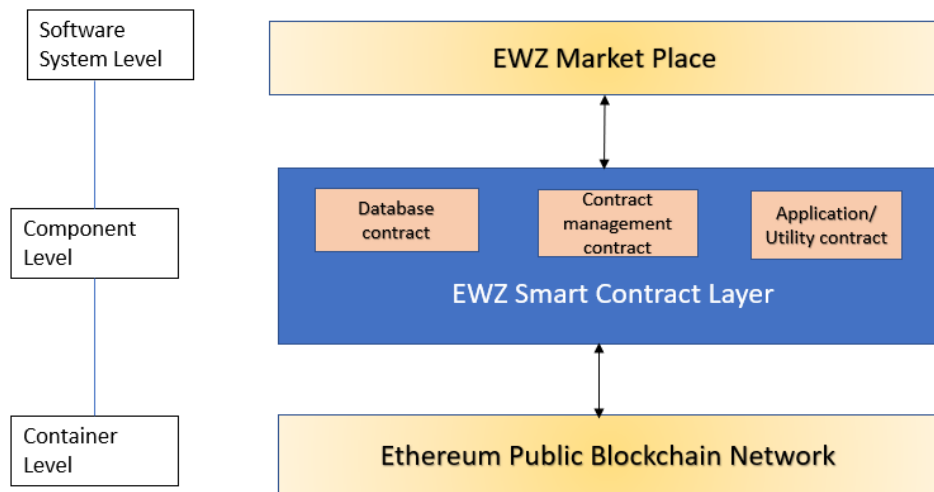 Software
System Level
EWZ Market Place
Database
contract
Contract
management
contract
Application/
Utility contract
Component
Level
EWZ Smart Contract Layer
Container
Level
Ethereum Public Blockchain Network